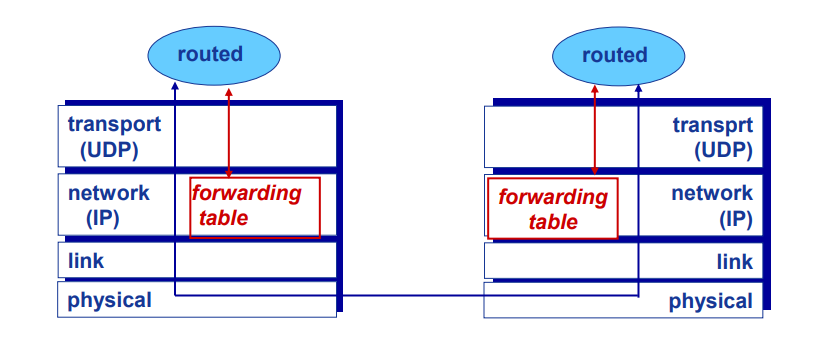 routed
routed
transport
(UDP)
transprt
(UDP)
network
(IP)
forwarding
table
forwarding
table
network
(IP)
link
link
physical
physical